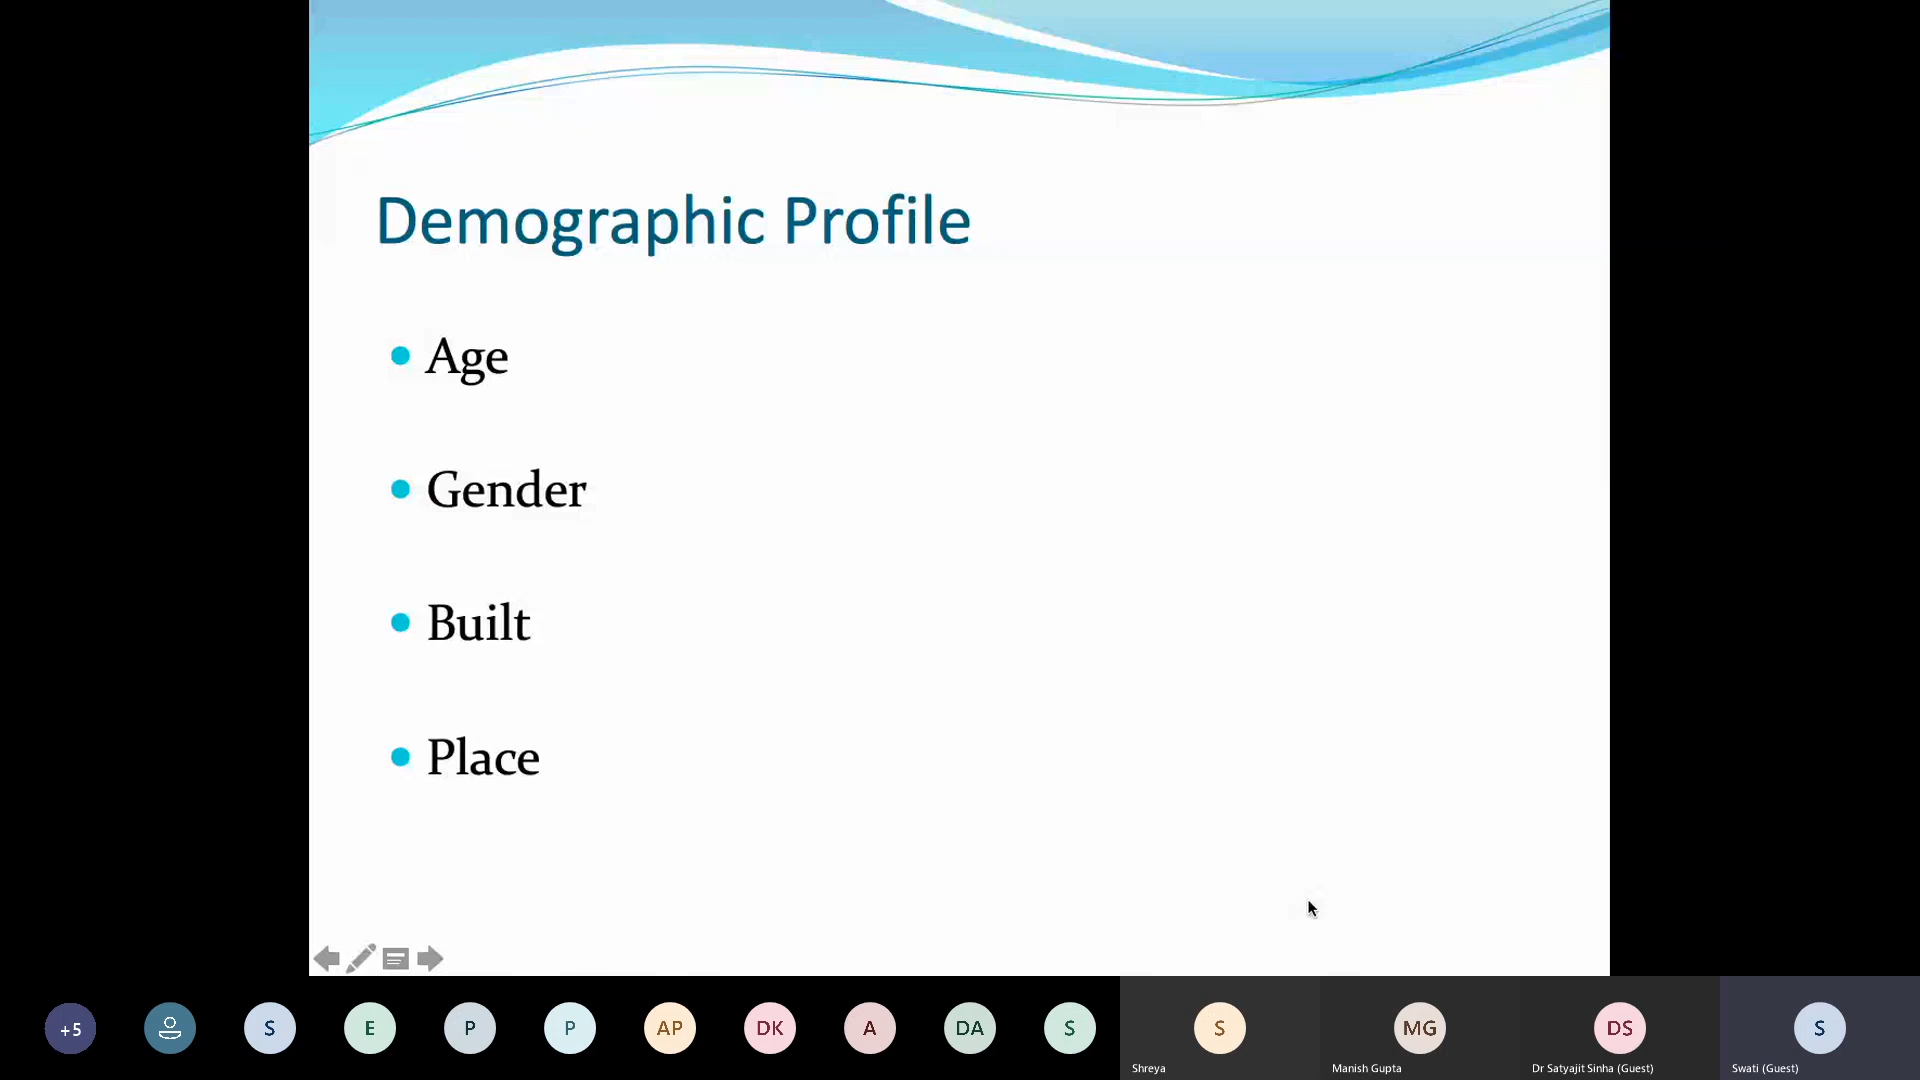 Demographic Profile
Age
Gender
Built
Place
+5
S
E
P
P
AP
DK
A
DA
S
S
MG
DS
S
Shreya
Manish Gupta
Dr Satyajit Sinha (Guest)
Swati (Guest)